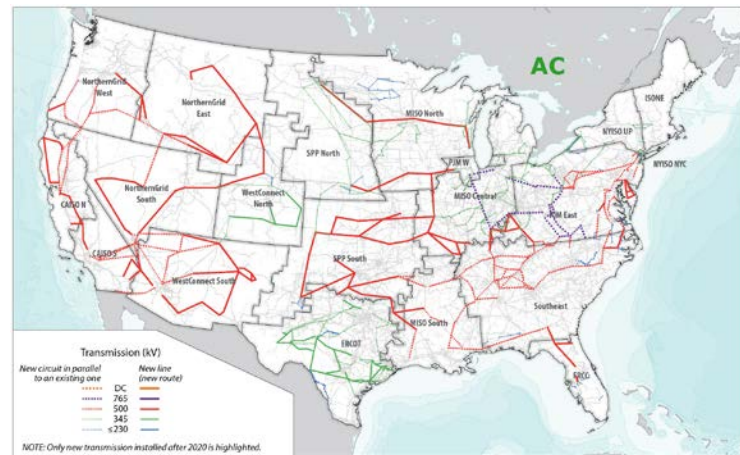 AC
NorthernGrid
West
NorthernGrid
East
MISO North
ISONE
NYISO UP
NYISO NYC
SPP North
PJM W
MISO Central
PJM East
NorthernGrid
South
WestConnect
North
CAISO N
CAISO S
WestConnect South
SPP South
MISO South
Southeast
ERCOT
FRCC
Transmission (kV)
New circuit in parallel
to an existing one
New line
(new route)
DC
765
500
345
≤230
NOTE: Only new transmission installed after 2020 is highlighted.